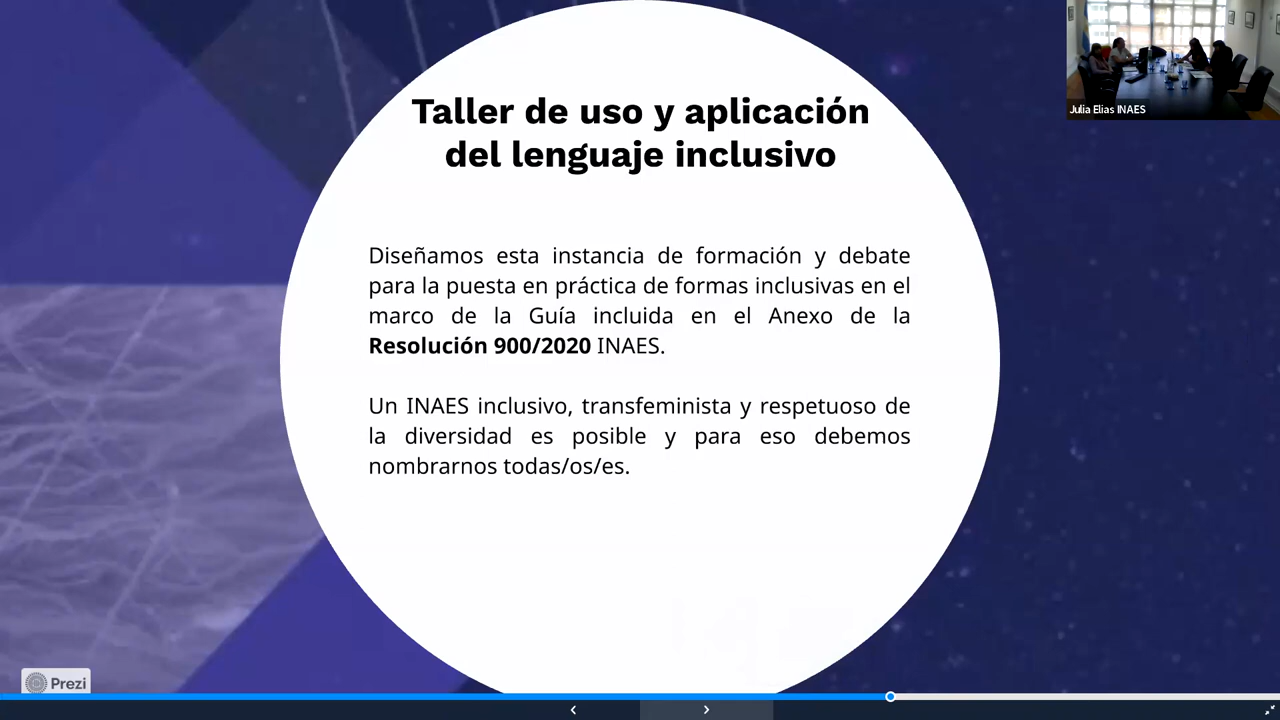 Taller de uso y aplicación
del lenguaje inclusivo
Diseñamos esta instancia de formación y debate
para la puesta en práctica de formas inclusivas en el
marco de la Guía incluida en el Anexo de la
Resolución 900/2020 INAES.
Un INAES inclusivo, transfeminista y respetuoso de
la diversidad es posible y para eso debemos
nombrarnos todas/os/es.
Julia Elias INAES
Prezi